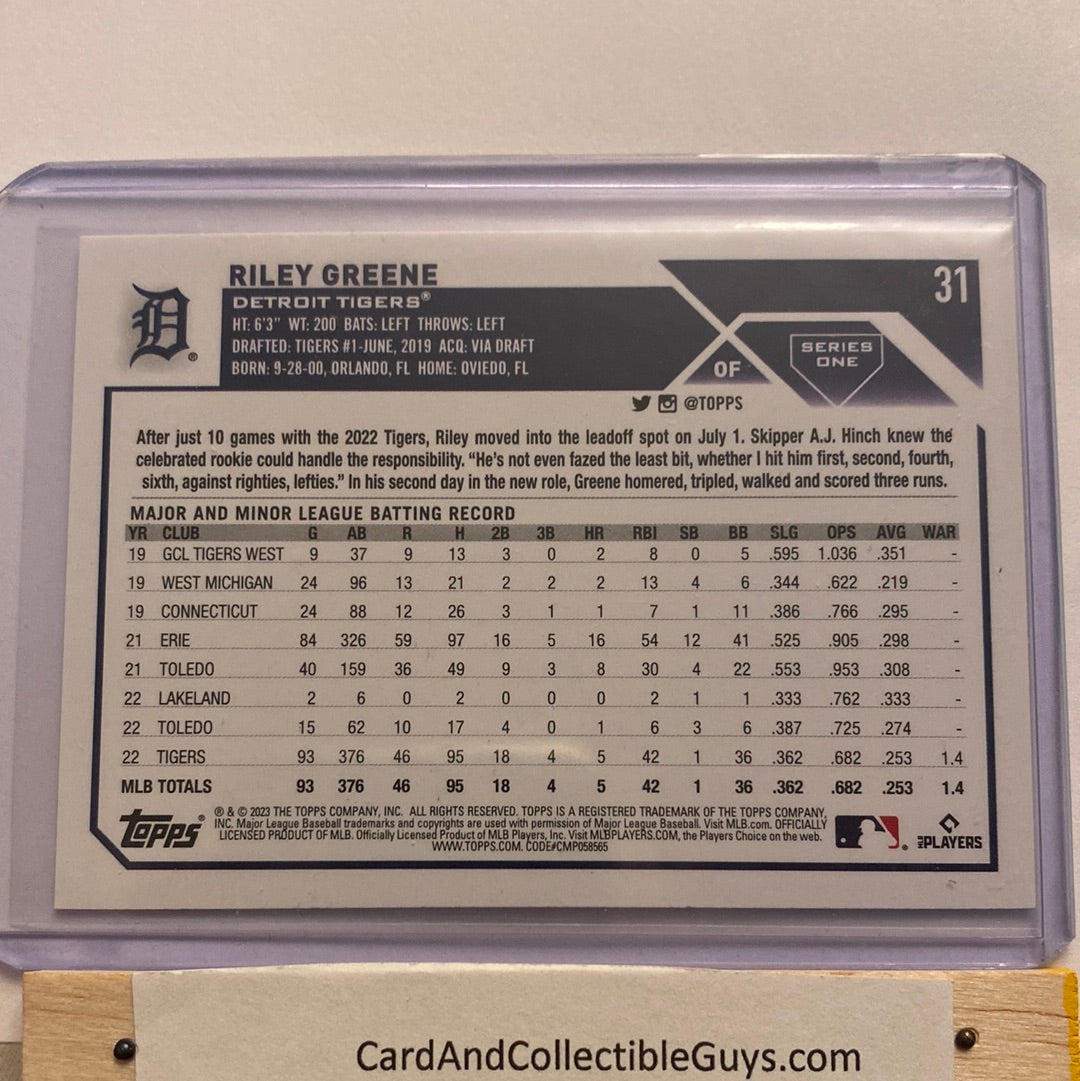 RILEY GREENE
31
D®
DETROIT TIGERS®
HT: 6'3" WT: 200 BATS: LEFT THROWS: LEFT
DRAFTED: TIGERS #1-JUNE, 2019 ACQ: VIA DRAFT
BORN: 9-28-00, ORLANDO, FL HOME: OVIEDO, FL
OF
SERIES
ONE
@TOPPS
After just 10 games with the 2022 Tigers, Riley moved into the leadoff spot on July 1. Skipper A.J. Hinch knew the
celebrated rookie could handle the responsibility. “He's not even fazed the least bit, whether I hit him first, second, fourth,
sixth, against righties, lefties.” In his second day in the new role, Greene homered, tripled, walked and scored three runs.
MAJOR AND MINOR LEAGUE BATTING RECORD
YR CLUB G AB R H 2B 3B HR RBI SB BB SLG OPS AVG WAR
19 GCL TIGERS WEST 9 37 9 13 3 0 2 8 0 5 .595 1.036 .351 -
19 WEST MICHIGAN 24 96 13 21 2 2 2 13 4 6 .344 .622 .219 -
19 CONNECTICUT 24 88 12 26 3 1 1 7 1 11 .386 .766 .295 -
21 ERIE 84 326 59 97 16 5 16 54 12 41 .525 .905 .298 -
21 TOLEDO 40 159 36 49 9 3 8 30 4 22 .553 .953 .308 -
22 LAKELAND 2 6 0 2 0 0 0 2 1 1 .333 .762 .333 -
22 TOLEDO 15 62 10 17 4 0 1 6 3 6 .387 .725 .274 -
22 TIGERS 93 376 46 95 18 4 5 42 1 36 .362 .682 .253 1.4
MLB TOTALS 93 376 46 95 18 4 5 42 1 36 .362 .682 .253 1.4
topps®
® & © 2023 THE TOPPS COMPANY, INC. ALL RIGHTS RESERVED. TOPPS IS A REGISTERED TRADEMARK OF THE TOPPS COMPANY,
INC. Major League Baseball trademarks and copyrights are used with permission of Major League Baseball. Visit MLB.com. OFFICIALLY
LICENSED PRODUCT OF MLB. Officially Licensed Product of MLB Players, Inc. Visit MLBPLAYERS.COM, the Players Choice on the web.
WWW.TOPPS.COM. CODE#CMP058565
MLB PLAYERS
CardAndCollectibleGuys.com